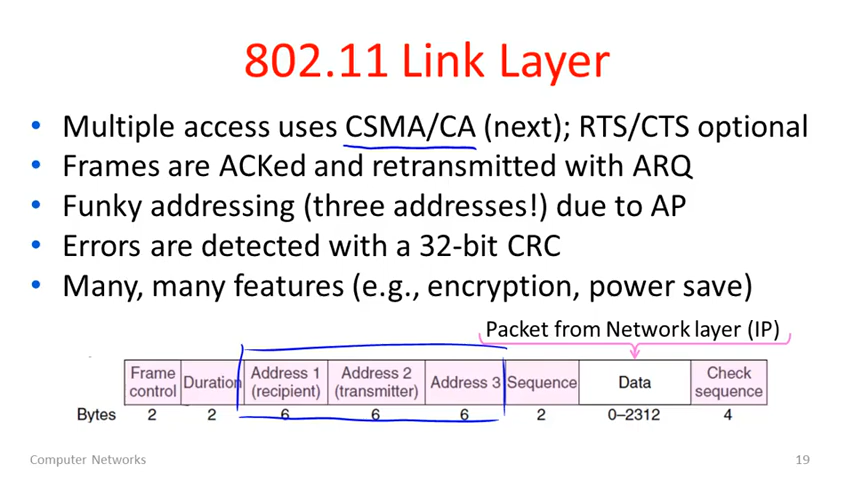 802.11 Link Layer
• Multiple access uses CSMA/CA (next); RTS/CTS optional
• Frames are ACKed and retransmitted with ARQ
• Funky addressing (three addresses!) due to AP
• Errors are detected with a 32-bit CRC
• Many, many features (e.g., encryption, power save)
Packet from Network layer (IP)
Frame control Duration Address 1 (recipient) Address 2 (transmitter) Address 3 Sequence Data Check sequence
Bytes 2 2 6 6 6 2 0–2312 4
Computer Networks 19